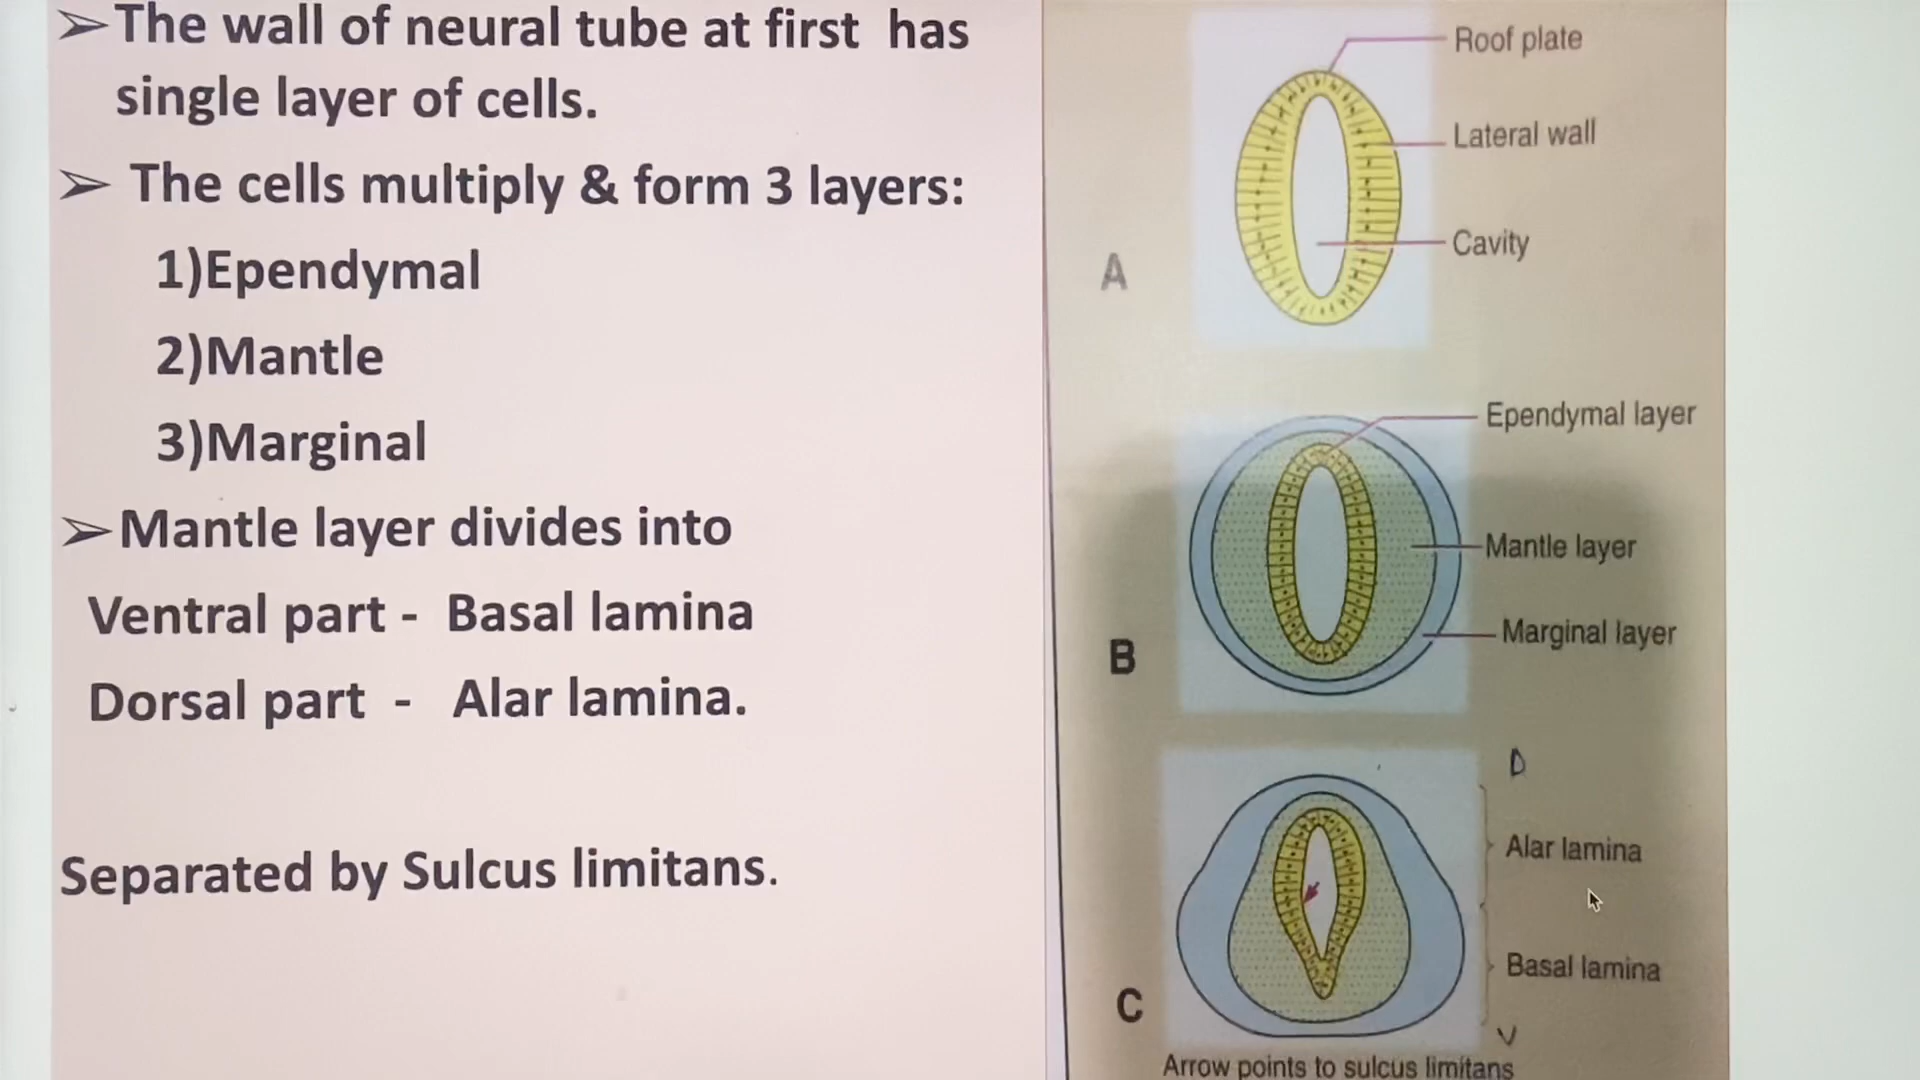 ➢The wall of neural tube at first has
single layer of cells.
➢ The cells multiply & form 3 layers:
1)Ependymal
2)Mantle
3)Marginal
➢Mantle layer divides into
Ventral part - Basal lamina
Dorsal part - Alar lamina.
Separated by Sulcus limitans.
Roof plate
Lateral wall
Cavity
A
Ependymal layer
Mantle layer
Marginal layer
B
D
Alar lamina
Basal lamina
C
V
Arrow points to sulcus limitans